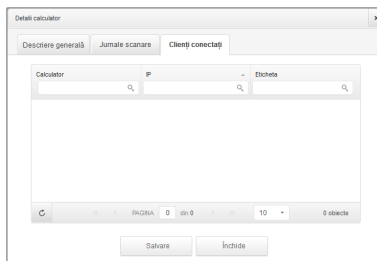 Detalii calculator x
Descriere generală Jurnale scanare Clienți conectați
Calculator IP Eticheta
PAGINA 0 din 0 10 0 obiecte
Salvare Închide